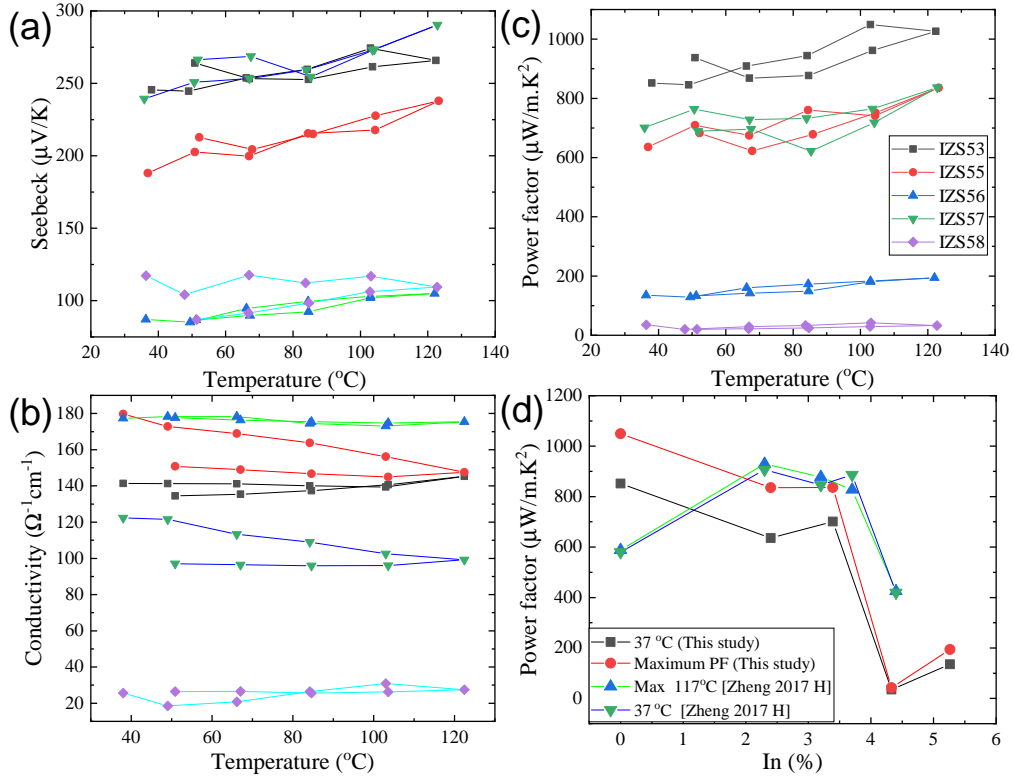 (a)
300
250
200
150
100
20
40
60
80
100
120
140
Seebeck (µV/K)
Temperature (°C)
(c)
1000
800
600
400
200
0
20
40
60
80
100
120
140
Power factor (µW/m.K²)
Temperature (°C)
IZS53
IZS55
IZS56
IZS57
IZS58
(b)
180
160
140
120
100
80
60
40
20
40
60
80
100
120
Conductivity (Ω⁻¹cm⁻¹)
Temperature (°C)
(d)
1200
1000
800
600
400
200
0
0
1
2
3
4
5
6
Power factor (µW/m.K²)
In (%)
37 °C (This study)
Maximum PF (This study)
Max 117°C [Zheng 2017 H]
37 °C [Zheng 2017 H]